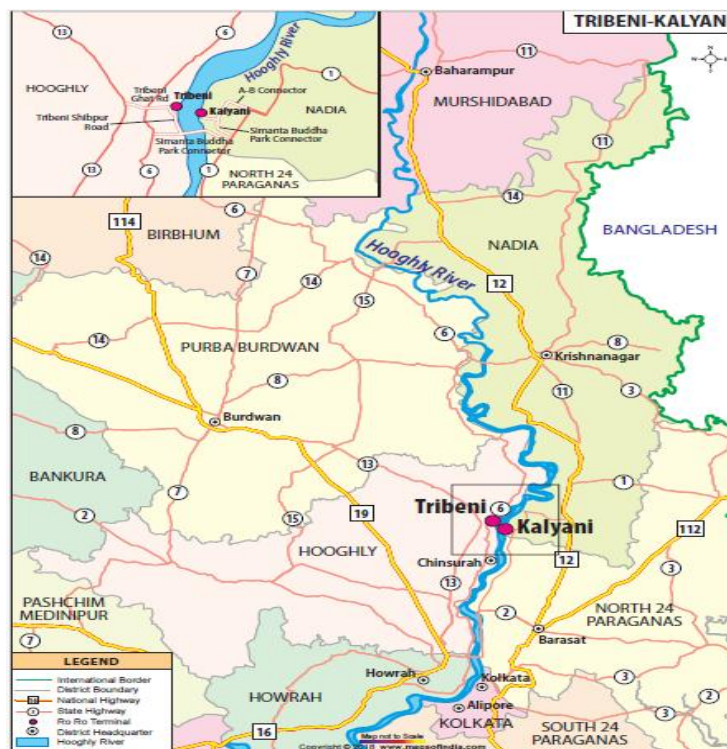 TRIBENI-KALYANI
13
6
Hooghly River
HOOGHLY
Tribeni
Ghat Rd
Tribeni
A-B Connector
1
Kalyani
NADIA
Tribeni Shibpur
Road
Simanta Buddha
Park Connector
Simanta Buddha
Park Connector
13
6
1
NORTH 24
PARAGANAS
11
Baharampur
MURSHIDABAD
11
14
114
6
BIRBHUM
NADIA
BANGLADESH
Hooghly River
14
7
14
15
12
6
14
PURBA BURDWAN
8
Krishnanagar
8
11
3
Burdwan
8
13
BANKURA
7
2
15
19
1
6
Tribeni
Kalyani
112
HOOGHLY
Chinsurah
13
12
3
PASHCHIM
MEDINIPUR
7
2
NORTH 24
PARAGANAS
Barasat
LEGEND
International Border
District Boundary
National Highway
State Highway
Ro Ro Terminal
District Headquarter
Hooghly River
Howrah
HOWRAH
16
Kolkata
Alipore
KOLKATA
3
3
2
SOUTH 24
PARAGANAS
Map not to Scale
www.mapsofindia.com